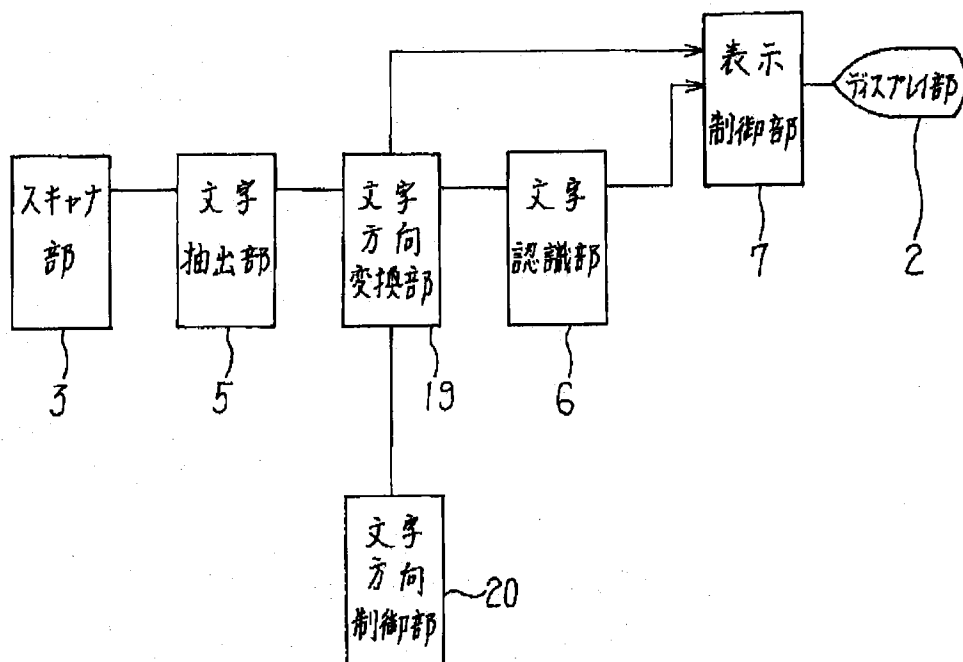 表示
制御部
ディスプレイ部
スキャナ
部
文字
抽出部
文字
方向
変換部
文字
認識部
7
2
3
5
19
6
文字
方向
制御部
20